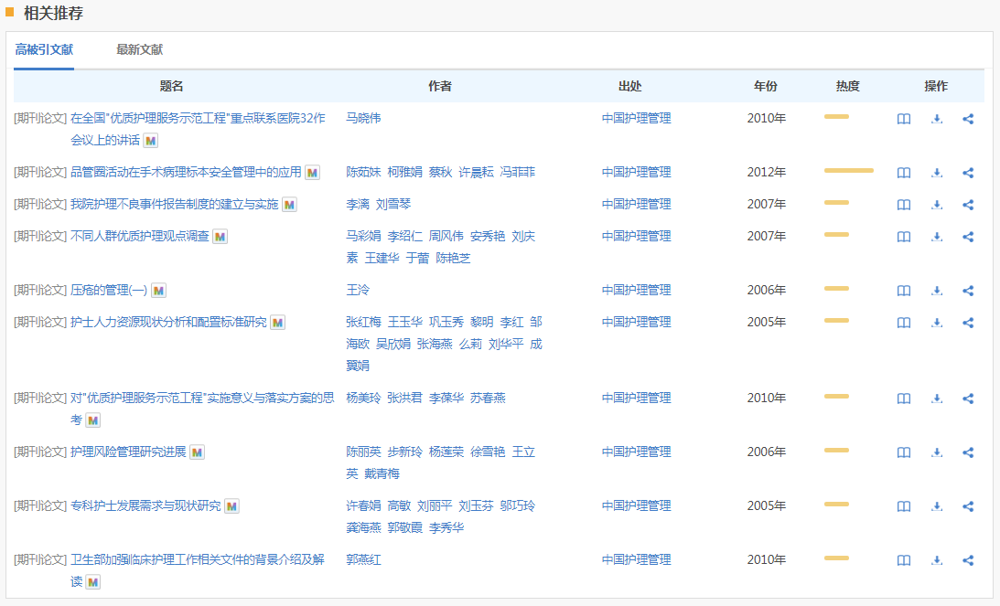 相关推荐
高被引文献 最新文献
题名 作者 出处 年份 热度 操作
[期刊论文] 在全国"优质护理服务示范工程"重点联系医院32作 马晓伟 中国护理管理 2010年
会议上的讲话 M
[期刊论文] 品管圈活动在手术病理标本安全管理中的应用 M 陈茹妹 柯雅娟 蔡秋 许晨耘 冯菲菲 中国护理管理 2012年
[期刊论文] 我院护理不良事件报告制度的建立与实施 M 李漓 刘雪琴 中国护理管理 2007年
[期刊论文] 不同人群优质护理观点调查 M 马彩娟 李绍仁 周风伟 安秀艳 刘庆 中国护理管理 2007年
素 王建华 于蕾 陈艳芝
[期刊论文] 压疮的管理(一) M 王泠 中国护理管理 2006年
[期刊论文] 护士人力资源现状分析和配置标准研究 M 张红梅 王玉华 巩玉秀 黎明 李红 邹 中国护理管理 2005年
海欧 吴欣娟 张海燕 么莉 刘华平 成
翼娟
[期刊论文] 对"优质护理服务示范工程"实施意义与落实方案的思 杨美玲 张洪君 李葆华 苏春燕 中国护理管理 2010年
考 M
[期刊论文] 护理风险管理研究进展 M 陈丽英 步新玲 杨莲荣 徐雪艳 王立 中国护理管理 2006年
英 戴青梅
[期刊论文] 专科护士发展需求与现状研究 M 许春娟 高敏 刘丽平 刘玉芬 邬巧玲 中国护理管理 2005年
龚海燕 郭敬霞 李秀华
[期刊论文] 卫生部加强临床护理工作相关文件的背景介绍及解 郭燕红 中国护理管理 2010年
读 M